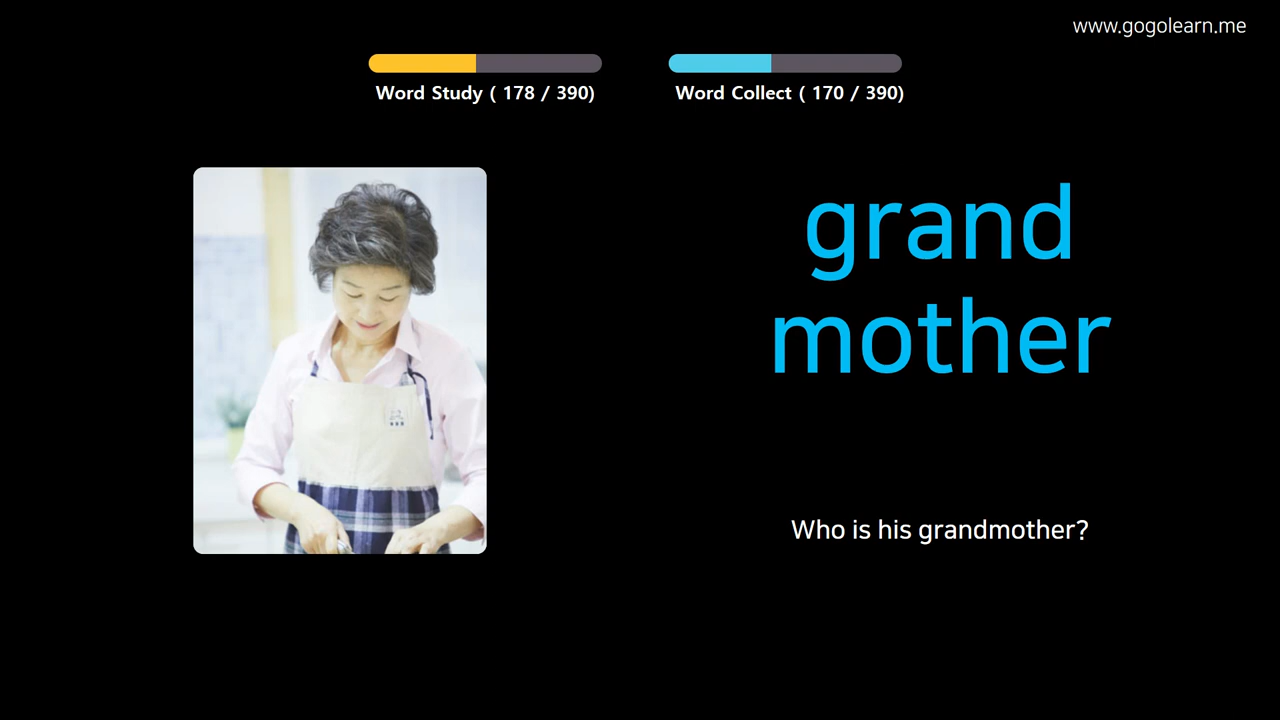 www.gogolearn.me
Word Study ( 178 / 390)
Word Collect ( 170 / 390)
grand
mother
Who is his grandmother?